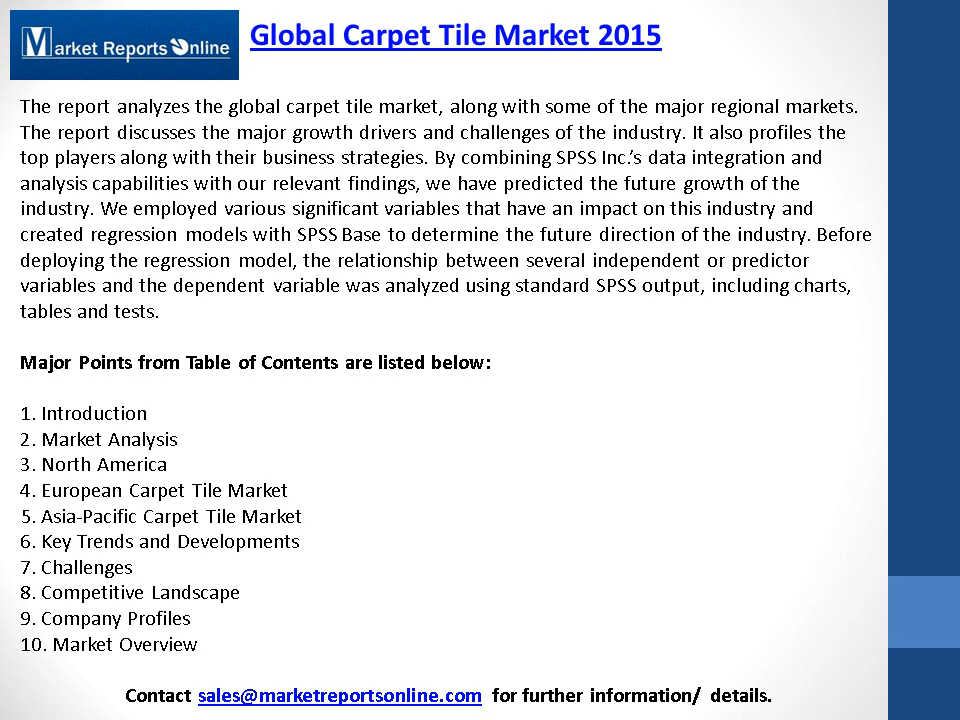 Market Reports Online
Global Carpet Tile Market 2015
The report analyzes the global carpet tile market, along with some of the major regional markets.
The report discusses the major growth drivers and challenges of the industry. It also profiles the
top players along with their business strategies. By combining SPSS Inc.’s data integration and
analysis capabilities with our relevant findings, we have predicted the future growth of the
industry. We employed various significant variables that have an impact on this industry and
created regression models with SPSS Base to determine the future direction of the industry. Before
deploying the regression model, the relationship between several independent or predictor
variables and the dependent variable was analyzed using standard SPSS output, including charts,
tables and tests.
Major Points from Table of Contents are listed below:
1. Introduction
2. Market Analysis
3. North America
4. European Carpet Tile Market
5. Asia-Pacific Carpet Tile Market
6. Key Trends and Developments
7. Challenges
8. Competitive Landscape
9. Company Profiles
10. Market Overview
Contact sales@marketreportsonline.com for further information/ details.